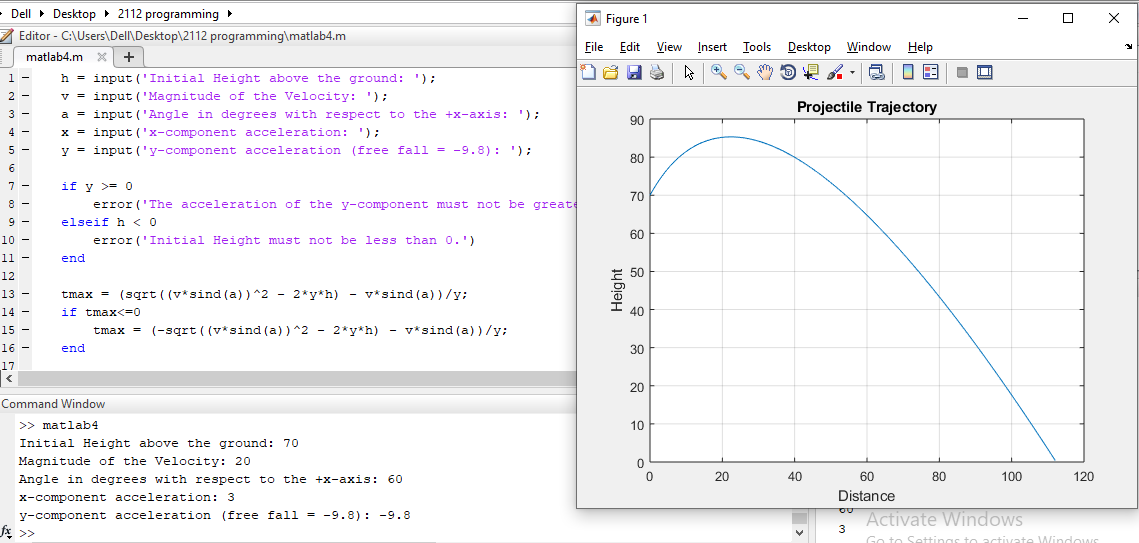 Dell ▸ Desktop ▸ 2112 programming ▸
Editor - C:\Users\Dell\Desktop\2112 programming\matlab4.m
matlab4.m
1 - h = input('Initial Height above the ground: ');
2 - v = input('Magnitude of the Velocity: ');
3 - a = input('Angle in degrees with respect to the +x-axis: ');
4 - x = input('x-component acceleration: ');
5 - y = input('y-component acceleration (free fall = -9.8): ');
6
7 - if y >= 0
8 - error('The acceleration of the y-component must not be
9 - elseif h < 0
10 - error('Initial Height must not be less than 0.')
11 - end
12
13 - tmax = (sqrt((v*sind(a))^2 - 2*y*h) - v*sind(a))/y;
14 - if tmax<=0
15 - tmax = (-sqrt((v*sind(a))^2 - 2*y*h) - v*sind(a))/y;
16 - end
17
Command Window
>> matlab4
Initial Height above the ground: 70
Magnitude of the Velocity: 20
Angle in degrees with respect to the +x-axis: 60
x-component acceleration: 3
y-component acceleration (free fall = -9.8): -9.8
fx >>
Figure 1
File Edit View Insert Tools Desktop Window Help
Projectile Trajectory
90
80
70
60
50
40
30
20
10
0
Height
0 20 40 60 80 100 120
Distance
3
Activate Windows
Go to Settings to activate Windows